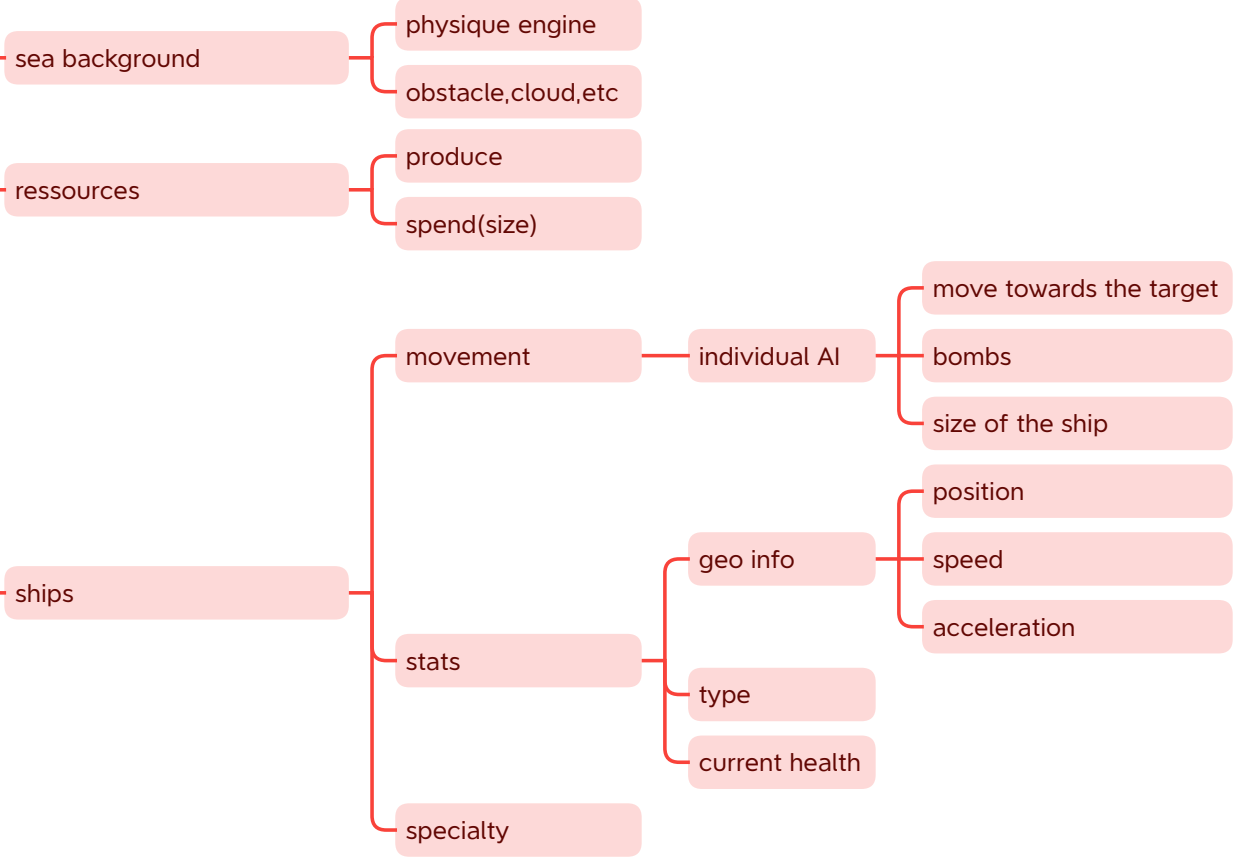 sea background
physique engine
obstacle,cloud,etc
ressources
produce
spend(size)
ships
movement
individual AI
move towards the target
bombs
size of the ship
stats
geo info
position
speed
acceleration
type
current health
specialty